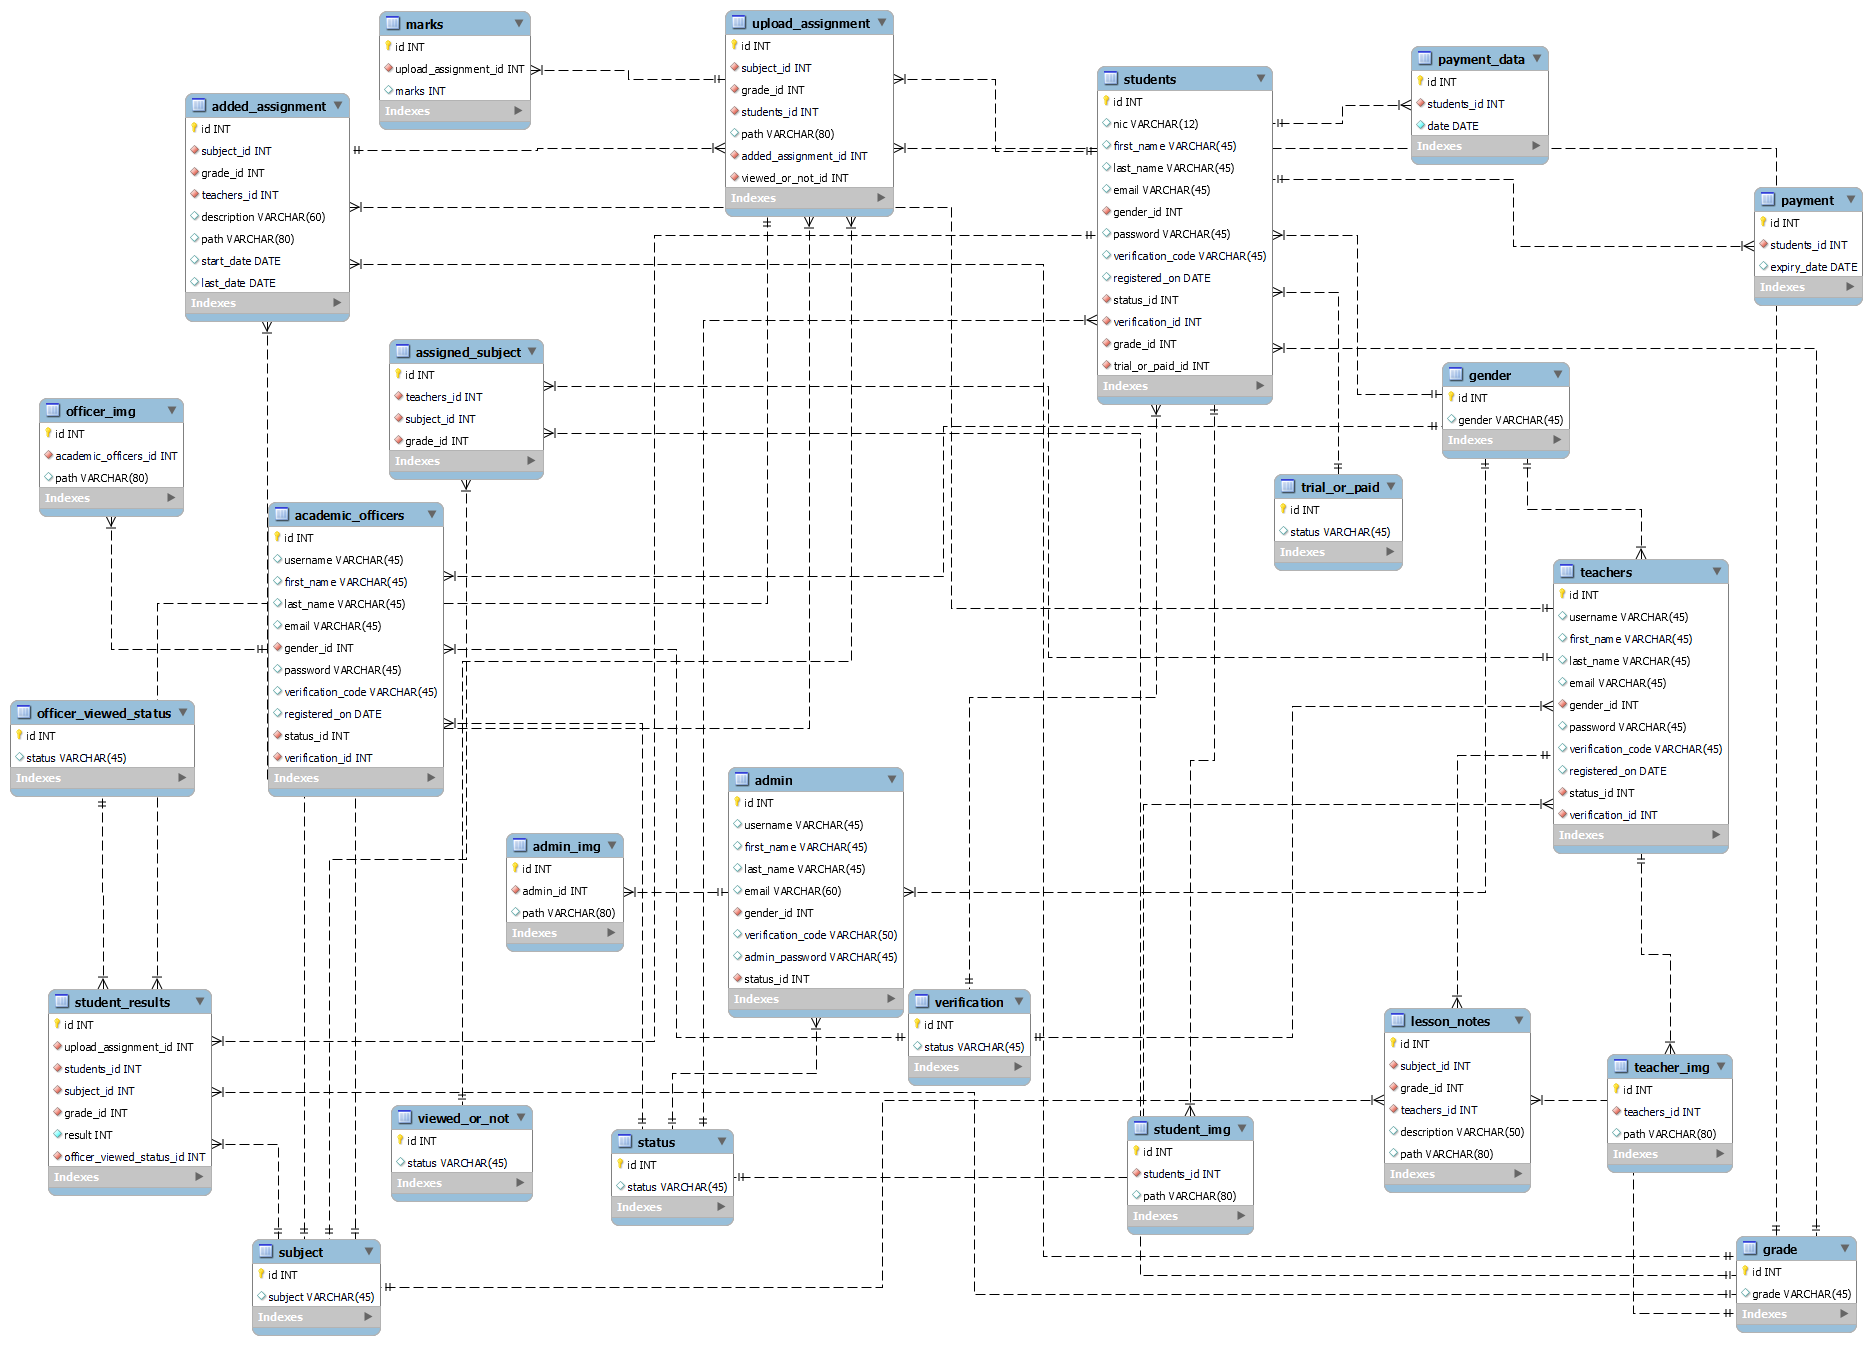 marks
id INT
upload_assignment_id INT
marks INT
Indexes
upload_assignment
id INT
subject_id INT
grade_id INT
students_id INT
path VARCHAR(80)
added_assignment_id INT
viewed_or_not_id INT
Indexes
students
id INT
nic VARCHAR(12)
first_name VARCHAR(45)
last_name VARCHAR(45)
email VARCHAR(45)
gender_id INT
password VARCHAR(45)
verification_code VARCHAR(45)
registered_on DATE
status_id INT
verification_id INT
grade_id INT
trial_or_paid_id INT
Indexes
payment_data
id INT
students_id INT
date DATE
Indexes
added_assignment
id INT
subject_id INT
grade_id INT
teachers_id INT
description VARCHAR(60)
path VARCHAR(80)
start_date DATE
last_date DATE
Indexes
payment
id INT
students_id INT
expiry_date DATE
Indexes
assigned_subject
id INT
teachers_id INT
subject_id INT
grade_id INT
Indexes
gender
id INT
gender VARCHAR(45)
Indexes
officer_img
id INT
academic_officers_id INT
path VARCHAR(80)
Indexes
trial_or_paid
id INT
status VARCHAR(45)
Indexes
academic_officers
id INT
username VARCHAR(45)
first_name VARCHAR(45)
last_name VARCHAR(45)
email VARCHAR(45)
gender_id INT
password VARCHAR(45)
verification_code VARCHAR(45)
registered_on DATE
status_id INT
verification_id INT
Indexes
teachers
id INT
username VARCHAR(45)
first_name VARCHAR(45)
last_name VARCHAR(45)
email VARCHAR(45)
gender_id INT
password VARCHAR(45)
verification_code VARCHAR(45)
registered_on DATE
status_id INT
verification_id INT
Indexes
officer_viewed_status
id INT
status VARCHAR(45)
Indexes
admin
id INT
username VARCHAR(45)
first_name VARCHAR(45)
last_name VARCHAR(45)
email VARCHAR(60)
gender_id INT
verification_code VARCHAR(50)
admin_password VARCHAR(45)
status_id INT
Indexes
admin_img
id INT
admin_id INT
path VARCHAR(80)
Indexes
student_results
id INT
upload_assignment_id INT
students_id INT
subject_id INT
grade_id INT
result INT
officer_viewed_status_id INT
Indexes
verification
id INT
status VARCHAR(45)
Indexes
lesson_notes
id INT
subject_id INT
grade_id INT
teachers_id INT
description VARCHAR(50)
path VARCHAR(80)
Indexes
teacher_img
id INT
teachers_id INT
path VARCHAR(80)
Indexes
viewed_or_not
id INT
status VARCHAR(45)
Indexes
status
id INT
status VARCHAR(45)
Indexes
student_img
id INT
students_id INT
path VARCHAR(80)
Indexes
subject
id INT
subject VARCHAR(45)
Indexes
grade
id INT
grade VARCHAR(45)
Indexes